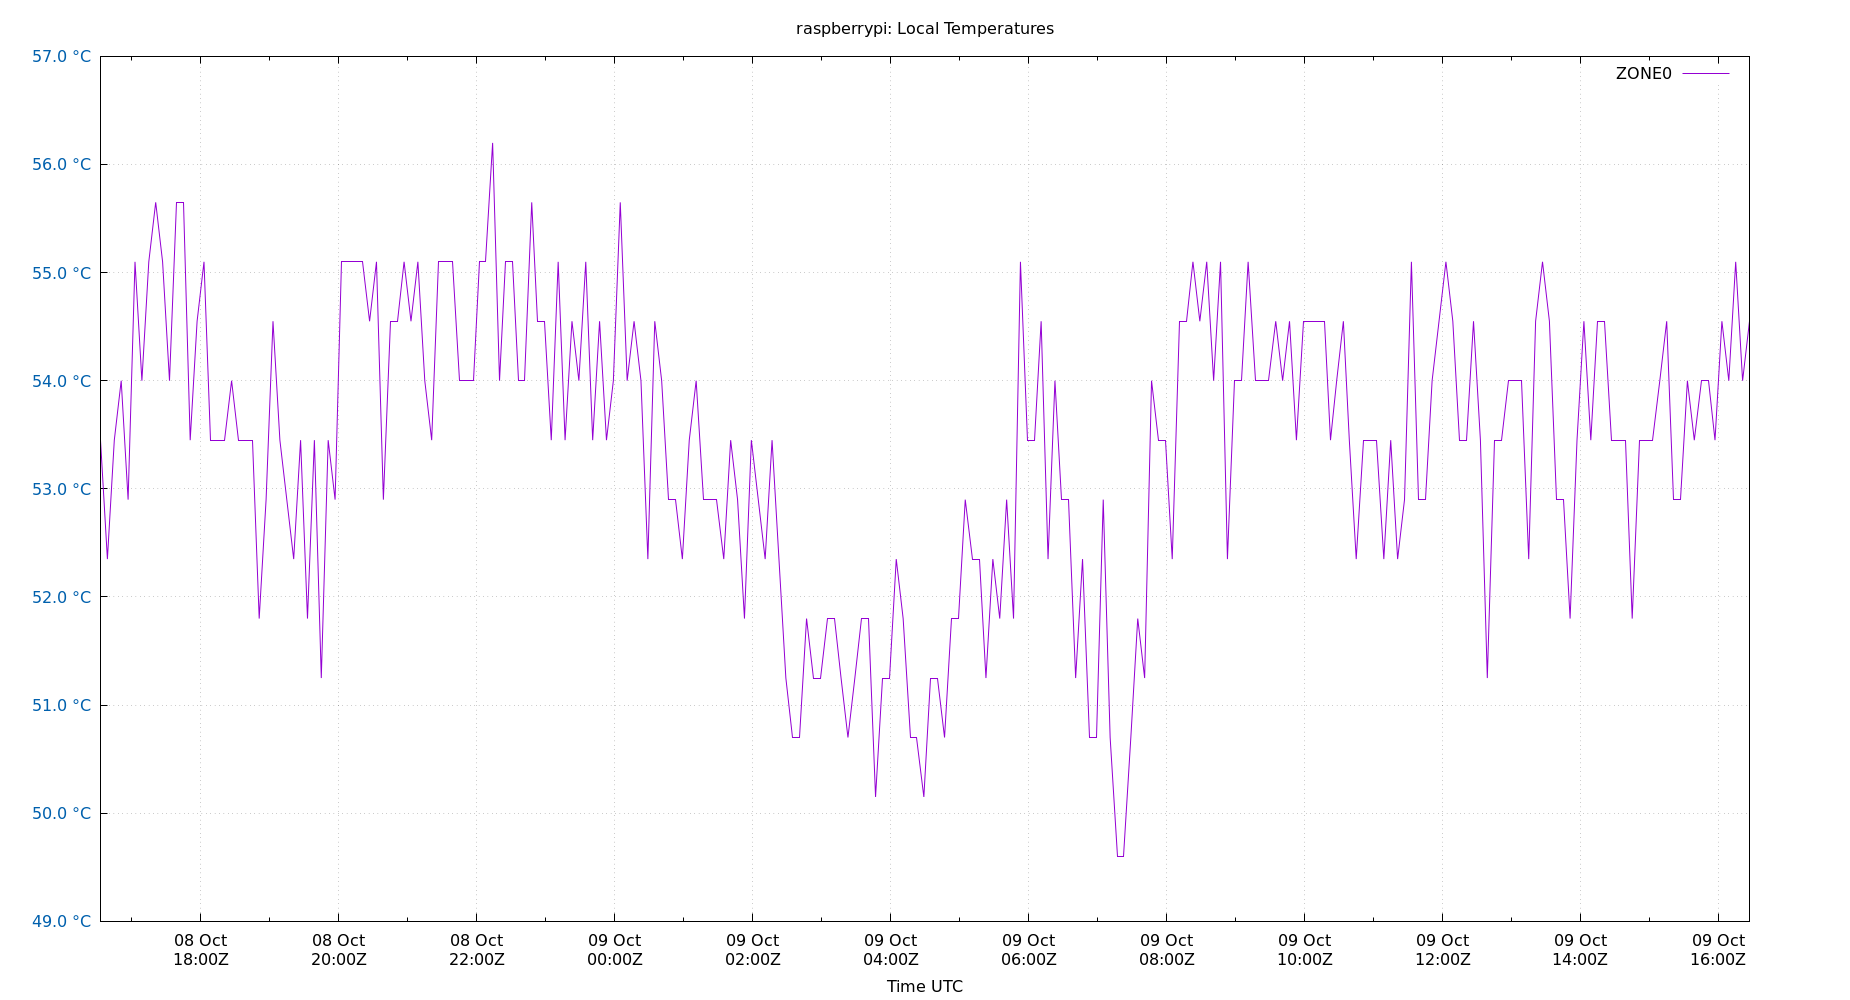 raspberrypi: Local Temperatures
57.0 °C
ZONE0
56.0 °C
55.0 °C
54.0 °C
53.0 °C
52.0 °C
51.0 °C
50.0 °C
49.0 °C
08 Oct 08 Oct 08 Oct 09 Oct 09 Oct 09 Oct 09 Oct 09 Oct 09 Oct 09 Oct 09 Oct 09 Oct
18:00Z 20:00Z 22:00Z 00:00Z 02:00Z 04:00Z 06:00Z 08:00Z 10:00Z 12:00Z 14:00Z 16:00Z
Time UTC